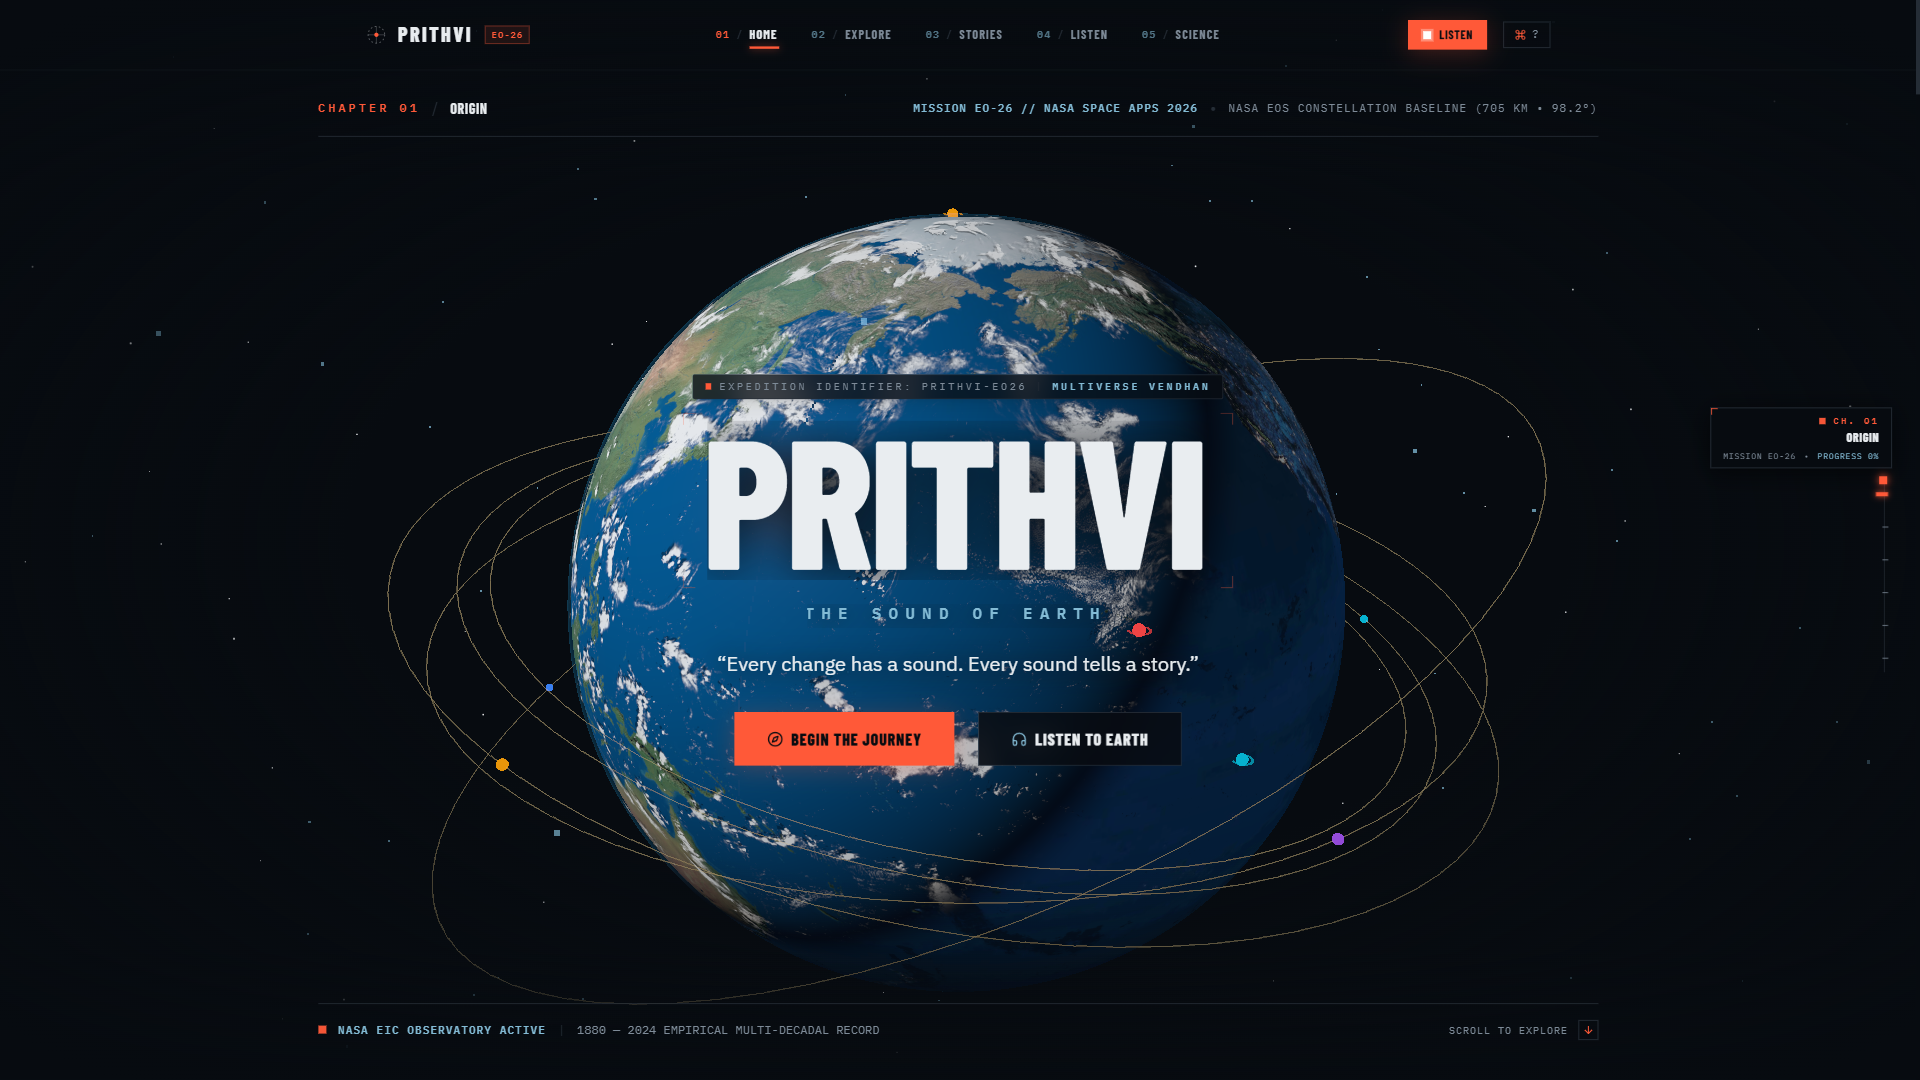 PRITHVI EO-26
01 / HOME 02 / EXPLORE 03 / STORIES 04 / LISTEN 05 / SCIENCE
LISTEN
⌘ ?
CHAPTER 01 / ORIGIN
MISSION EO-26 // NASA SPACE APPS 2026 • NASA EOS CONSTELLATION BASELINE (705 KM • 98.2°)
EXPEDITION IDENTIFIER: PRITHVI-EO26 MULTIVERSE VENDHAN
PRITHVI
THE SOUND OF EARTH
“Every change has a sound. Every sound tells a story.”
BEGIN THE JOURNEY
LISTEN TO EARTH
CH. 01
ORIGIN
MISSION EO-26 • PROGRESS 0%
NASA EIC OBSERVATORY ACTIVE | 1880 — 2024 EMPIRICAL MULTI-DECADAL RECORD
SCROLL TO EXPLORE ↓